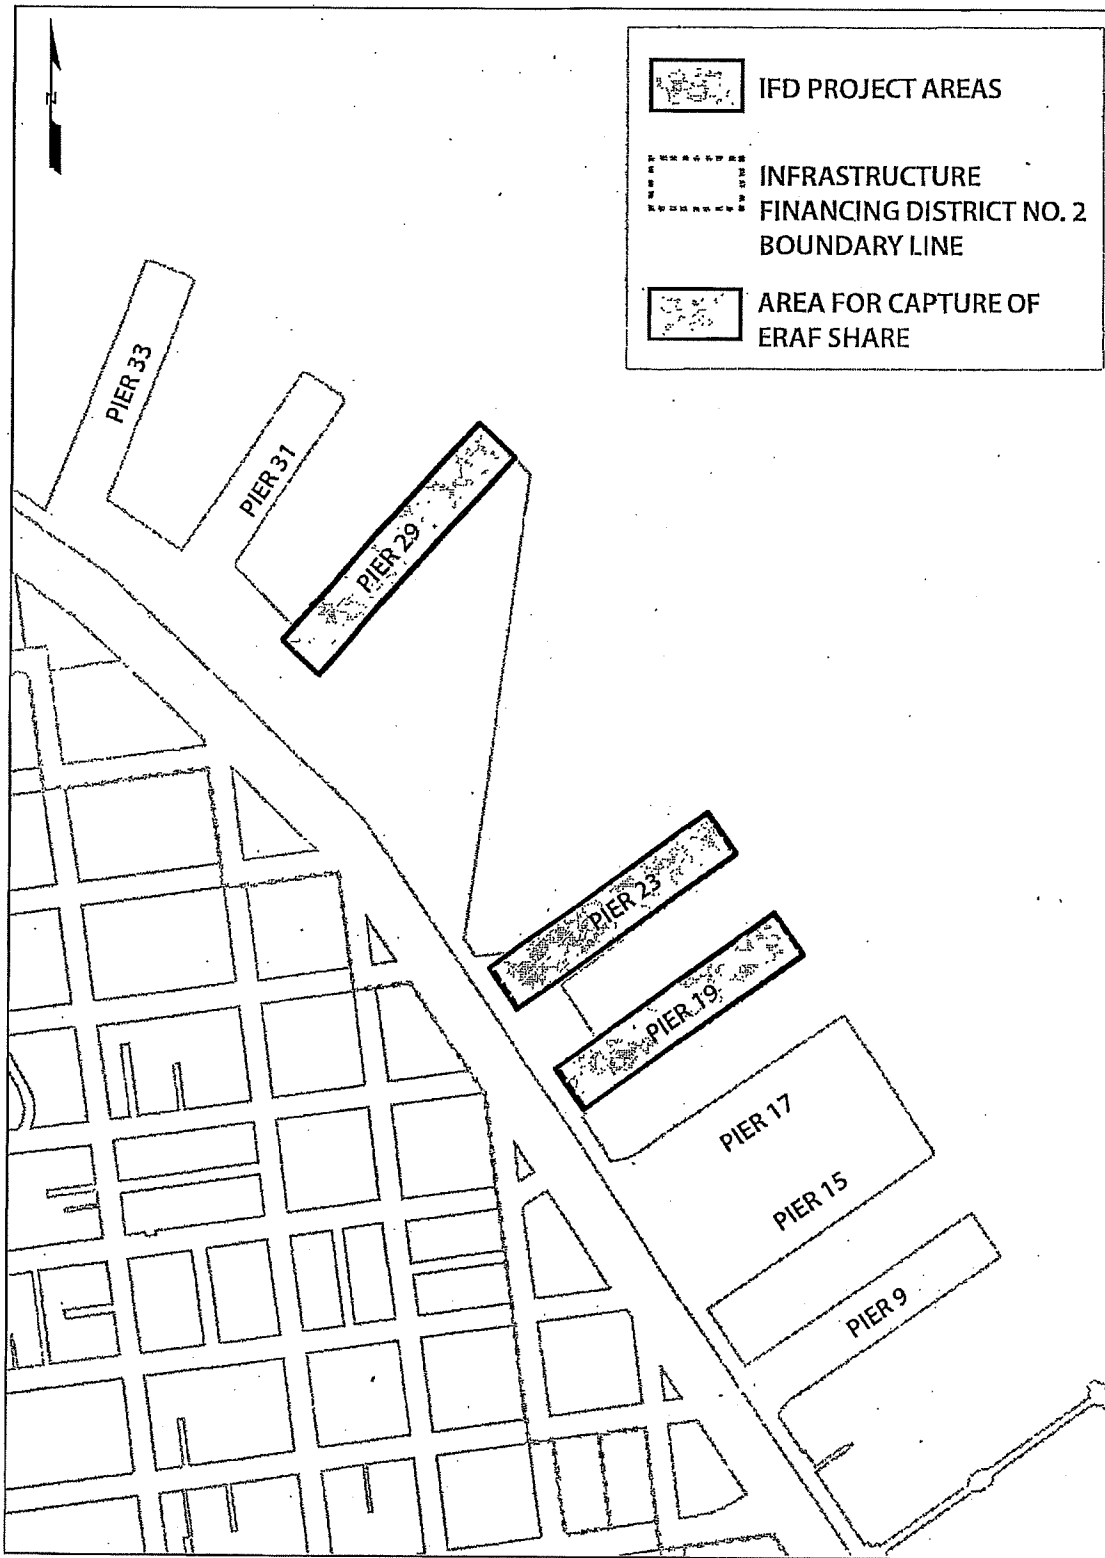 N
IFD PROJECT AREAS
INFRASTRUCTURE
FINANCING DISTRICT NO. 2
BOUNDARY LINE
AREA FOR CAPTURE OF
ERAF SHARE
PIER 33
PIER 31
PIER 29
PIER 23
PIER 19
PIER 17
PIER 15
PIER 9